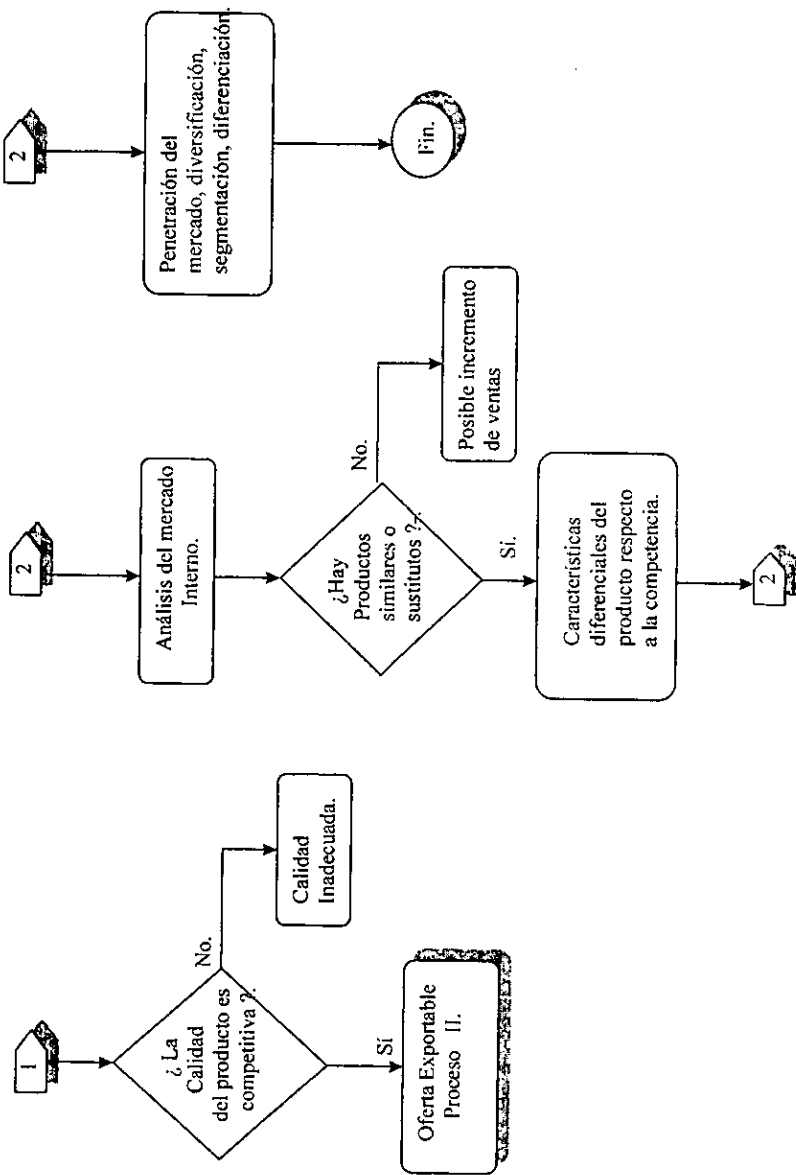 1
¿ La
Calidad
del producto es
competitiva ?.
No.
Calidad
Inadecuada.
Sí
Oferta Exportable
Proceso II.
2
Análisis del mercado
Interno.
¿Hay
Productos
similares o
sustitutos ?.
No.
Posible incremento
de ventas
Sí.
Características
diferenciales del
producto respecto
a la competencia.
2
2
Penetración del
mercado, diversificación,
segmentación, diferenciación.
Fin.